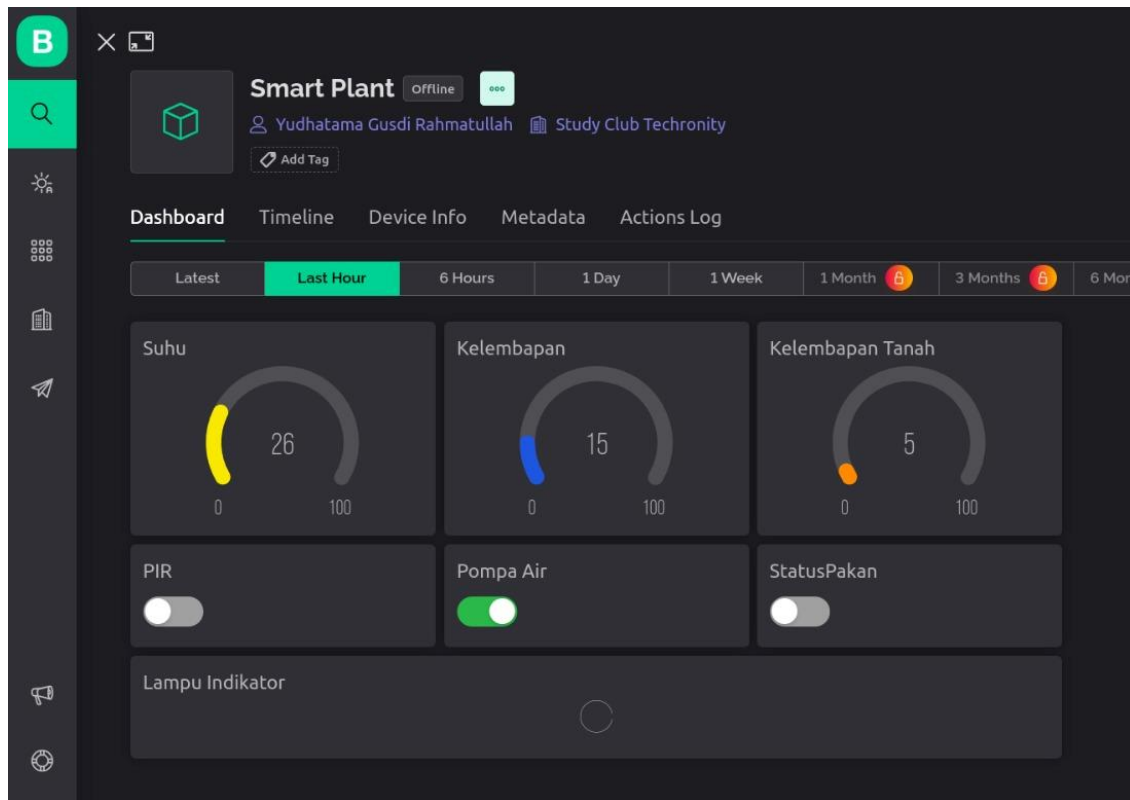 B
Smart Plant Offline
Yudhatama Gusdi Rahmatullah Study Club Techronity
Add Tag
Dashboard Timeline Device Info Metadata Actions Log
Latest Last Hour 6 Hours 1 Day 1 Week 1 Month 3 Months 6 Mon
Suhu Kelembapan Kelembapan Tanah
26 15 5
0 100 0 100 0 100
PIR Pompa Air StatusPakan
Lampu Indikator